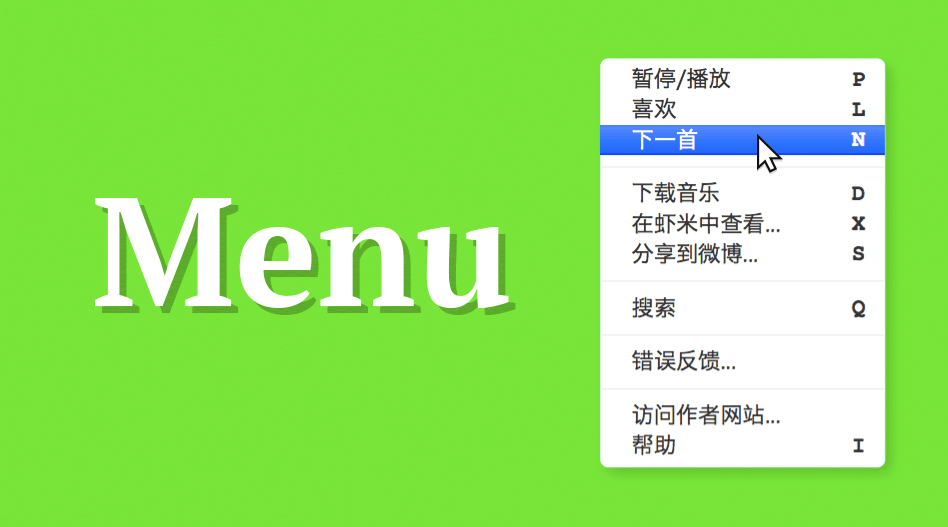 Menu
暂停/播放 P
喜欢 L
下一首 N
下载音乐 D
在虾米中查看... X
分享到微博... S
搜索 Q
错误反馈...
访问作者网站...
帮助 I